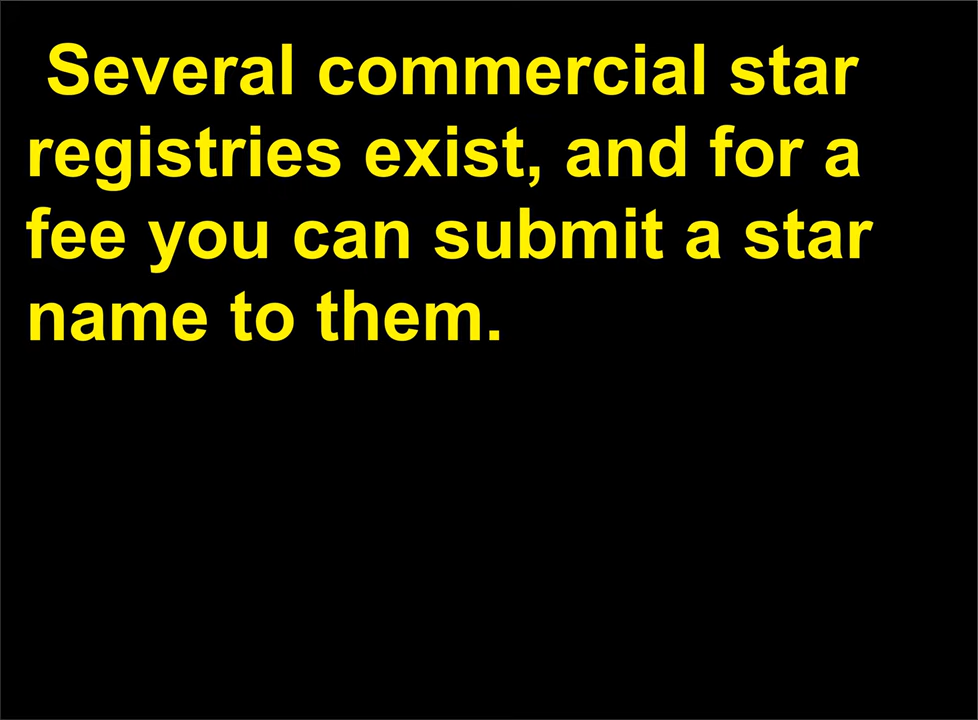 Several commercial star
registries exist, and for a
fee you can submit a star
name to them.